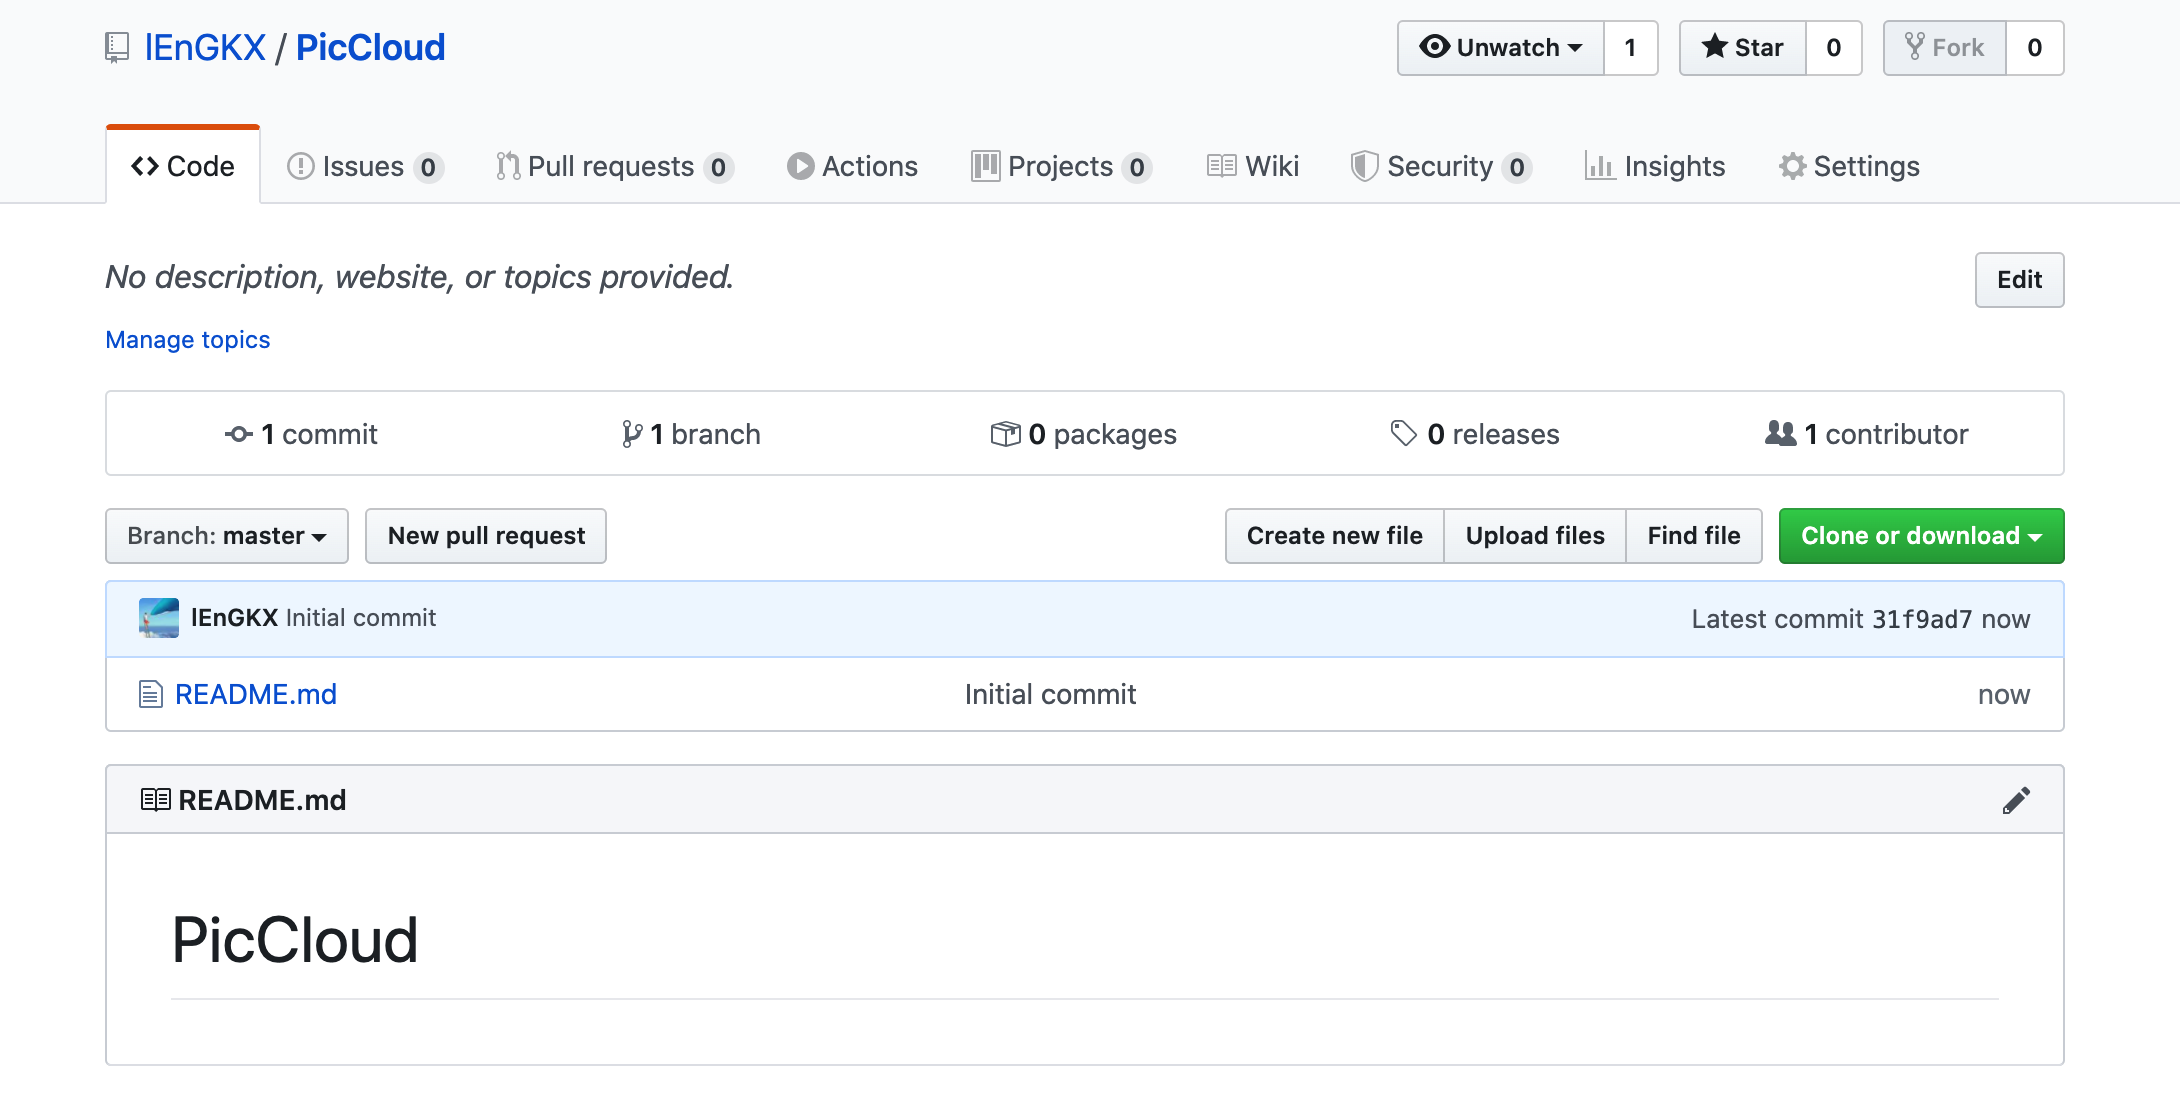 lEnGKX / PicCloud Unwatch 1 Star 0 Fork 0
Code Issues 0 Pull requests 0 Actions Projects 0 Wiki Security 0 Insights Settings
No description, website, or topics provided. Edit
Manage topics
1 commit 1 branch 0 packages 0 releases 1 contributor
Branch: master New pull request Create new file Upload files Find file Clone or download
lEnGKX Initial commit Latest commit 31f9ad7 now
README.md Initial commit now
README.md
PicCloud